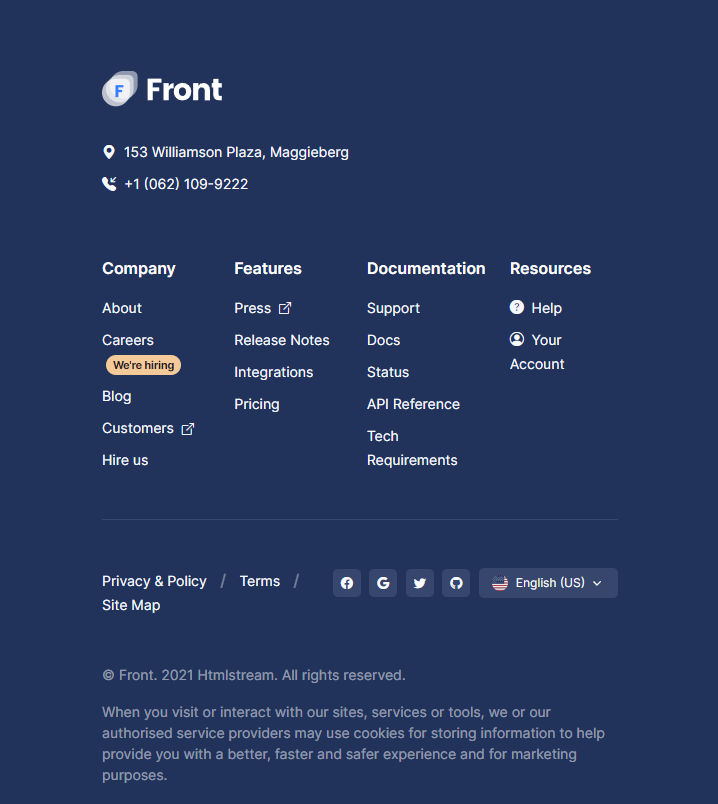 F Front
153 Williamson Plaza, Maggieberg
+1 (062) 109-9222
Company
About
Careers
We're hiring
Blog
Customers
Hire us
Features
Press
Release Notes
Integrations
Pricing
Documentation
Support
Docs
Status
API Reference
Tech
Requirements
Resources
? Help
Your
Account
Privacy & Policy / Terms /
Site Map
English (US)
© Front. 2021 Htmlstream. All rights reserved.
When you visit or interact with our sites, services or tools, we or our
authorised service providers may use cookies for storing information to help
provide you with a better, faster and safer experience and for marketing
purposes.